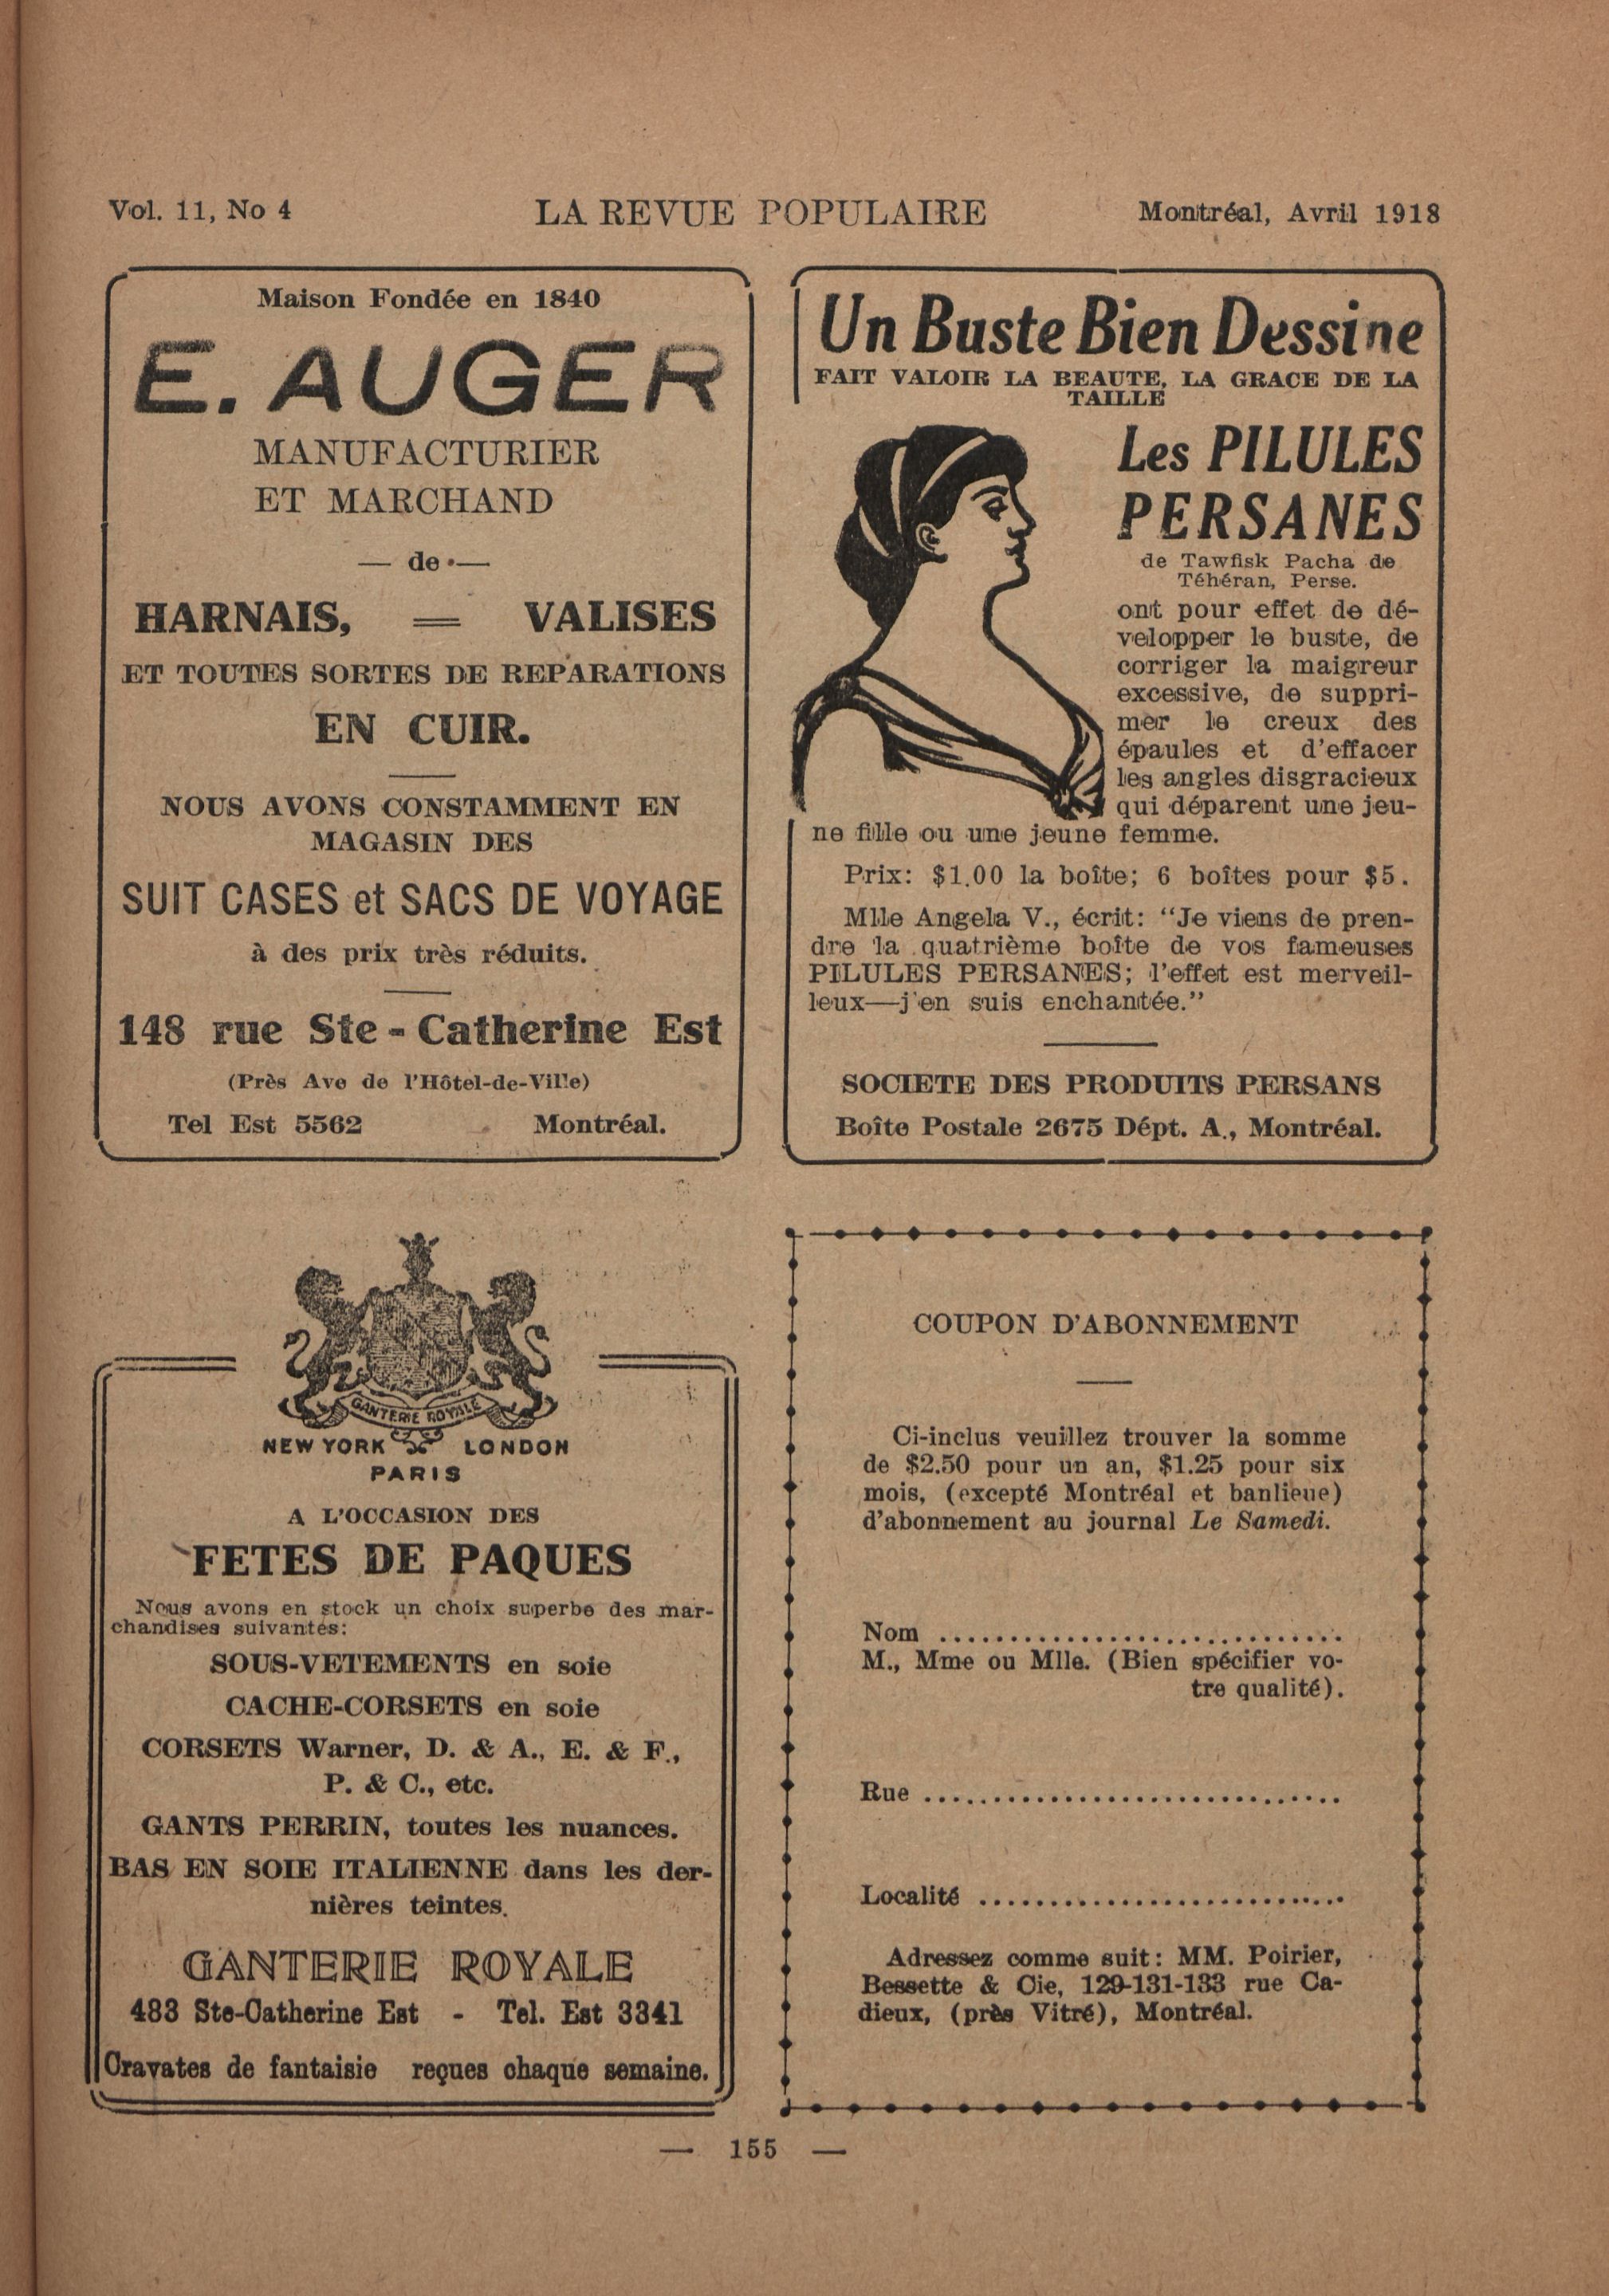 Vol. 11, No 4
LA REVUE POPULAIRE
Montréal, Avril 1918
Maison Fondée en 1840
E. AUGER
MANUFACTURIER
ET MARCHAND
— de —
HARNAIS, = VALISES
ET TOUTES SORTES DE REPARATIONS
EN CUIR.
NOUS AVONS CONSTAMMENT EN
MAGASIN DES
SUIT CASES et SACS DE VOYAGE
à des prix très réduits.
148 rue Ste-Catherine Est
(Près Ave de l'Hôtel-de-Ville)
Tel Est 5562 Montréal.
Un Buste Bien Dessine
FAIT VALOIR LA BEAUTE, LA GRACE DE LA
TAILLE
Les PILULES
PERSANES
de Tawfisk Pacha de
Téhéran, Perse.
ont pour effet de dé-
velopper le buste, de
corriger la maigreur
excessive, de suppri-
mer le creux des
épaules et d'effacer
les angles disgracieux
qui déparent une jeu-
ne fille ou une jeune femme.
Prix: $1.00 la boîte; 6 boîtes pour $5.
Mlle Angela V., écrit: "Je viens de pren-
dre la quatrième boîte de vos fameuses
PILULES PERSANES; l'effet est merveil-
leux—j'en suis enchantée."
SOCIETE DES PRODUITS PERSANS
Boîte Postale 2675 Dépt. A., Montréal.
GANTERIE ROYALE
NEW YORK LONDON
PARIS
A L'OCCASION DES
FETES DE PAQUES
Nous avons en stock un choix superbe des mar-
chandises suivantes:
SOUS-VETEMENTS en soie
CACHE-CORSETS en soie
CORSETS Warner, D. & A., E. & F.,
P. & C., etc.
GANTS PERRIN, toutes les nuances.
BAS EN SOIE ITALIENNE dans les der-
nières teintes.
GANTERIE ROYALE
483 Ste-Catherine Est - Tel. Est 3341
Cravates de fantaisie reçues chaque semaine.
COUPON D'ABONNEMENT
Ci-inclus veuillez trouver la somme
de $2.50 pour un an, $1.25 pour six
mois, (excepté Montréal et banlieue)
d'abonnement au journal Le Samedi.
Nom .............................
M., Mme ou Mlle. (Bien spécifier vo-
tre qualité).
Rue ..............................
Localité ..........................
Adressez comme suit: MM. Poirier,
Bessette & Cie, 129-131-133 rue Ca-
dieux, (près Vitré), Montréal.
— 155 —